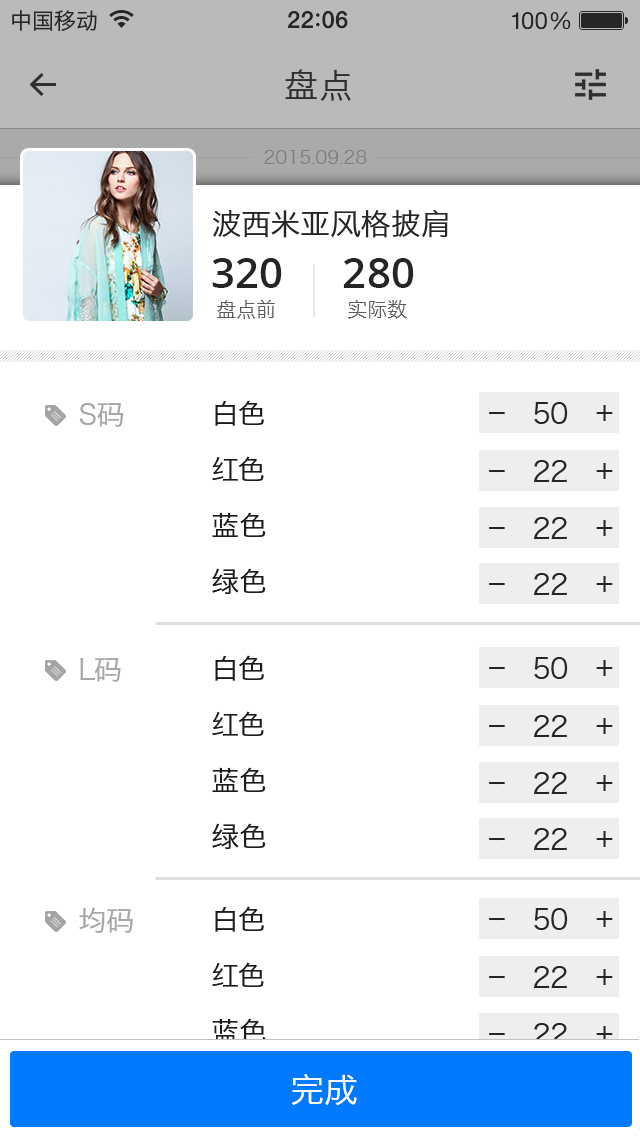 中国移动 22:06 100%
盘点
2015.09.28
波西米亚风格披肩
320 280
盘点前 实际数
S码 白色 − 50 +
红色 − 22 +
蓝色 − 22 +
绿色 − 22 +
L码 白色 − 50 +
红色 − 22 +
蓝色 − 22 +
绿色 − 22 +
均码 白色 − 50 +
红色 − 22 +
蓝色 − 22 +
完成